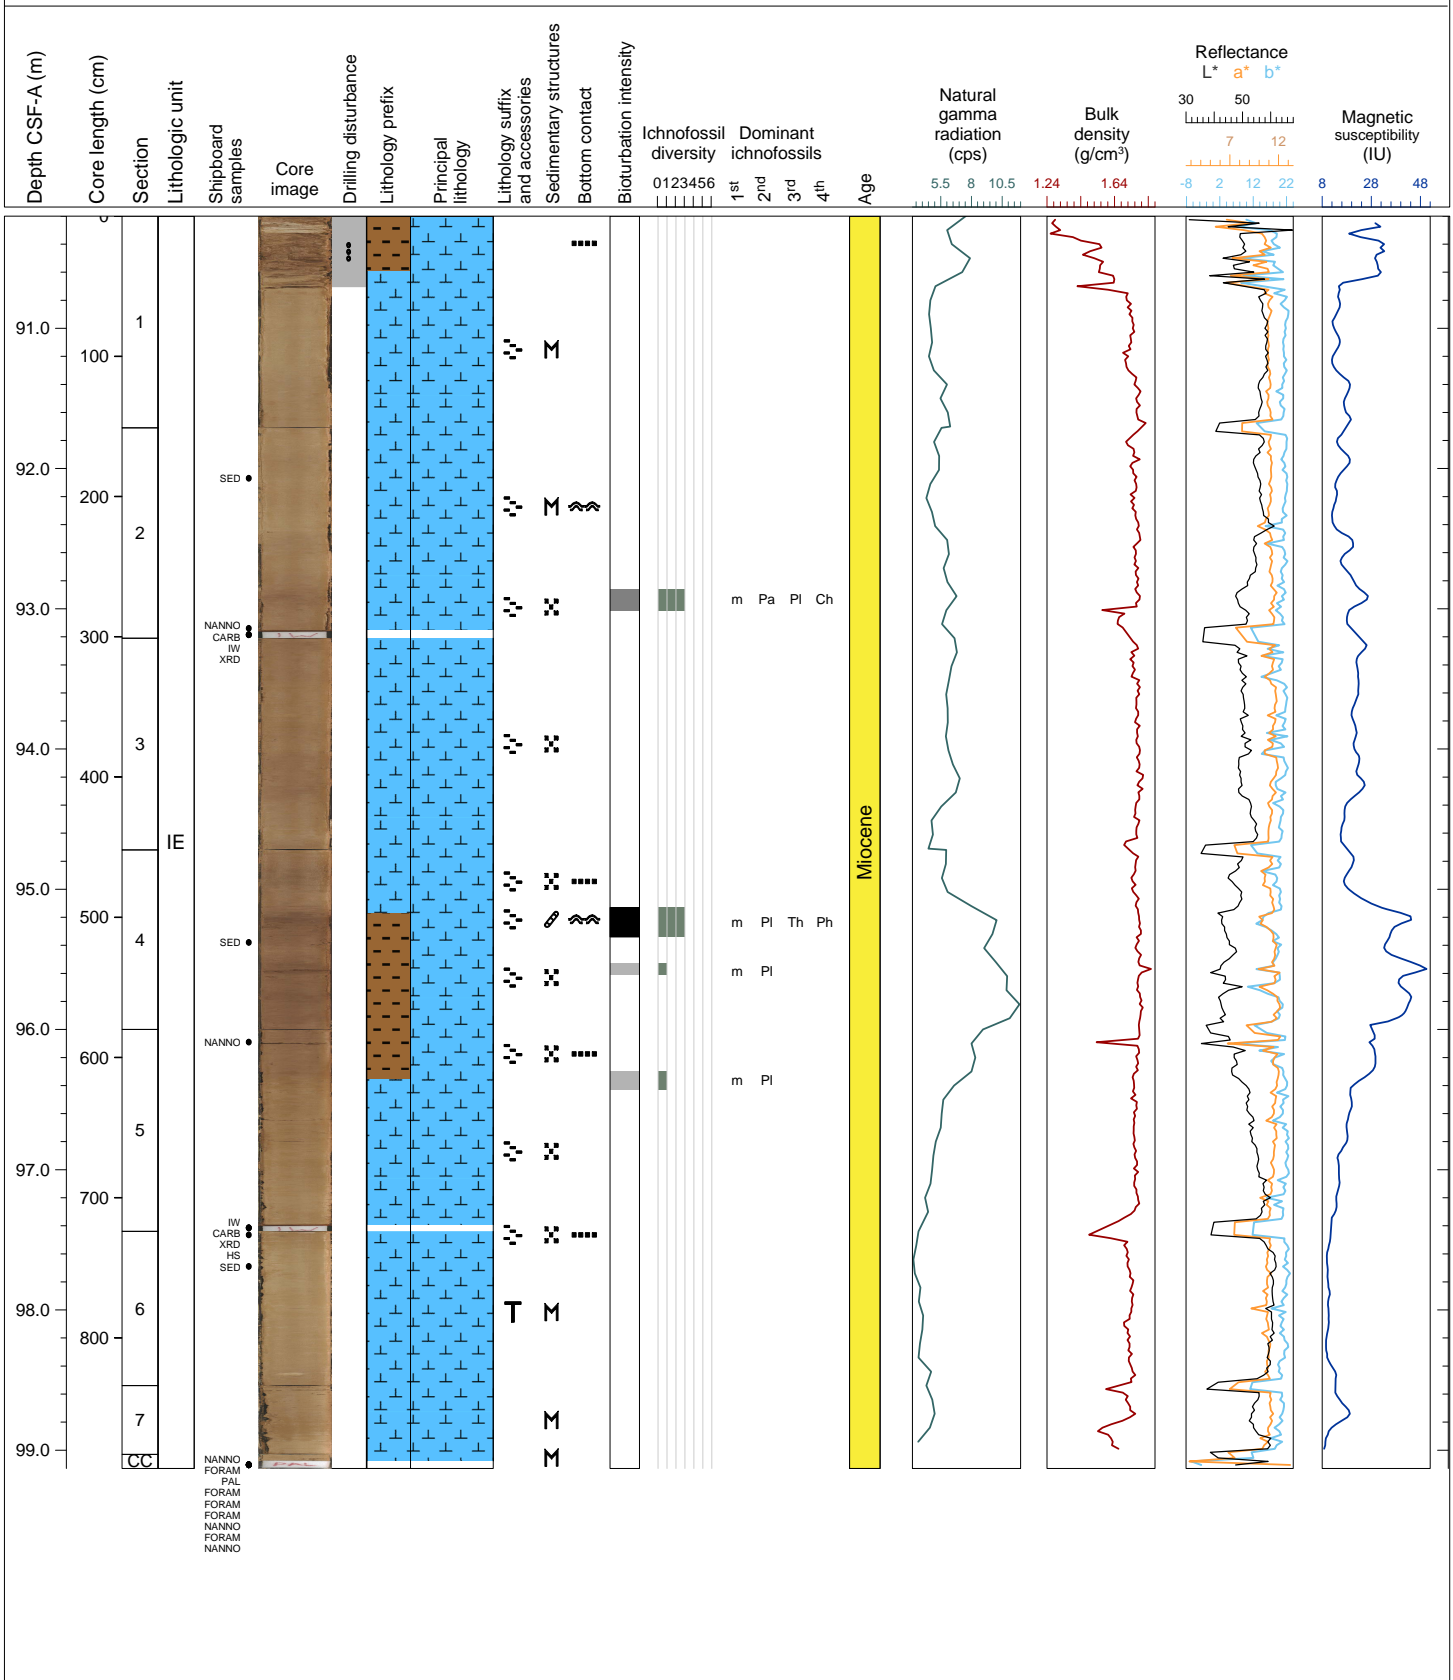 Depth CSF-A (m)
Core length (cm)
Section
Lithologic unit
Shipboard
samples
Core
image
Drilling disturbance
Lithology prefix
Principal
lithology
Lithology suffix
and accessories
Sedimentary structures
Bottom contact
Bioturbation intensity
Ichnofossil
diversity
0123456
Dominant
ichnofossils
1st 2nd 3rd 4th
Age
Natural
gamma
radiation
(cps)
5.5 8 10.5
Bulk
density
(g/cm³)
1.24 1.64
Reflectance
L* a* b*
30 50
7 12
-8 2 12 22
Magnetic
susceptibility
(IU)
8 28 48
0
91.0
1
100
M
92.0
SED
200
M
2
93.0
m Pa Pl Ch
NANNO
300
CARB
IW
IW
XRD
3
94.0
400
IE
Miocene
95.0
500
m Pl Th Ph
4
SED
m Pl
96.0
NANNO
600
m Pl
5
97.0
700
IW
IW
CARB
XRD
HS
SED
98.0
6
T M
800
7
M
99.0
CC
M
NANNO
PAL
FORAM
PAL
FORAM
FORAM
FORAM
NANNO
FORAM
NANNO